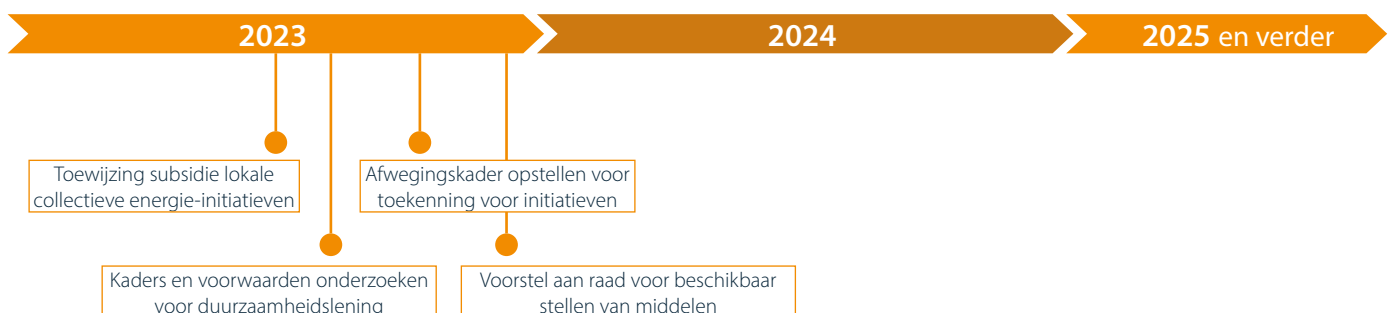 2023
2024
2025 en verder
Toewijzing subsidie lokale
collectieve energie-initiatieven
Afwegingskader opstellen voor
toekenning voor initiatieven
Kaders en voorwaarden onderzoeken
voor duurzaamheidslening
Voorstel aan raad voor beschikbaar
stellen van middelen